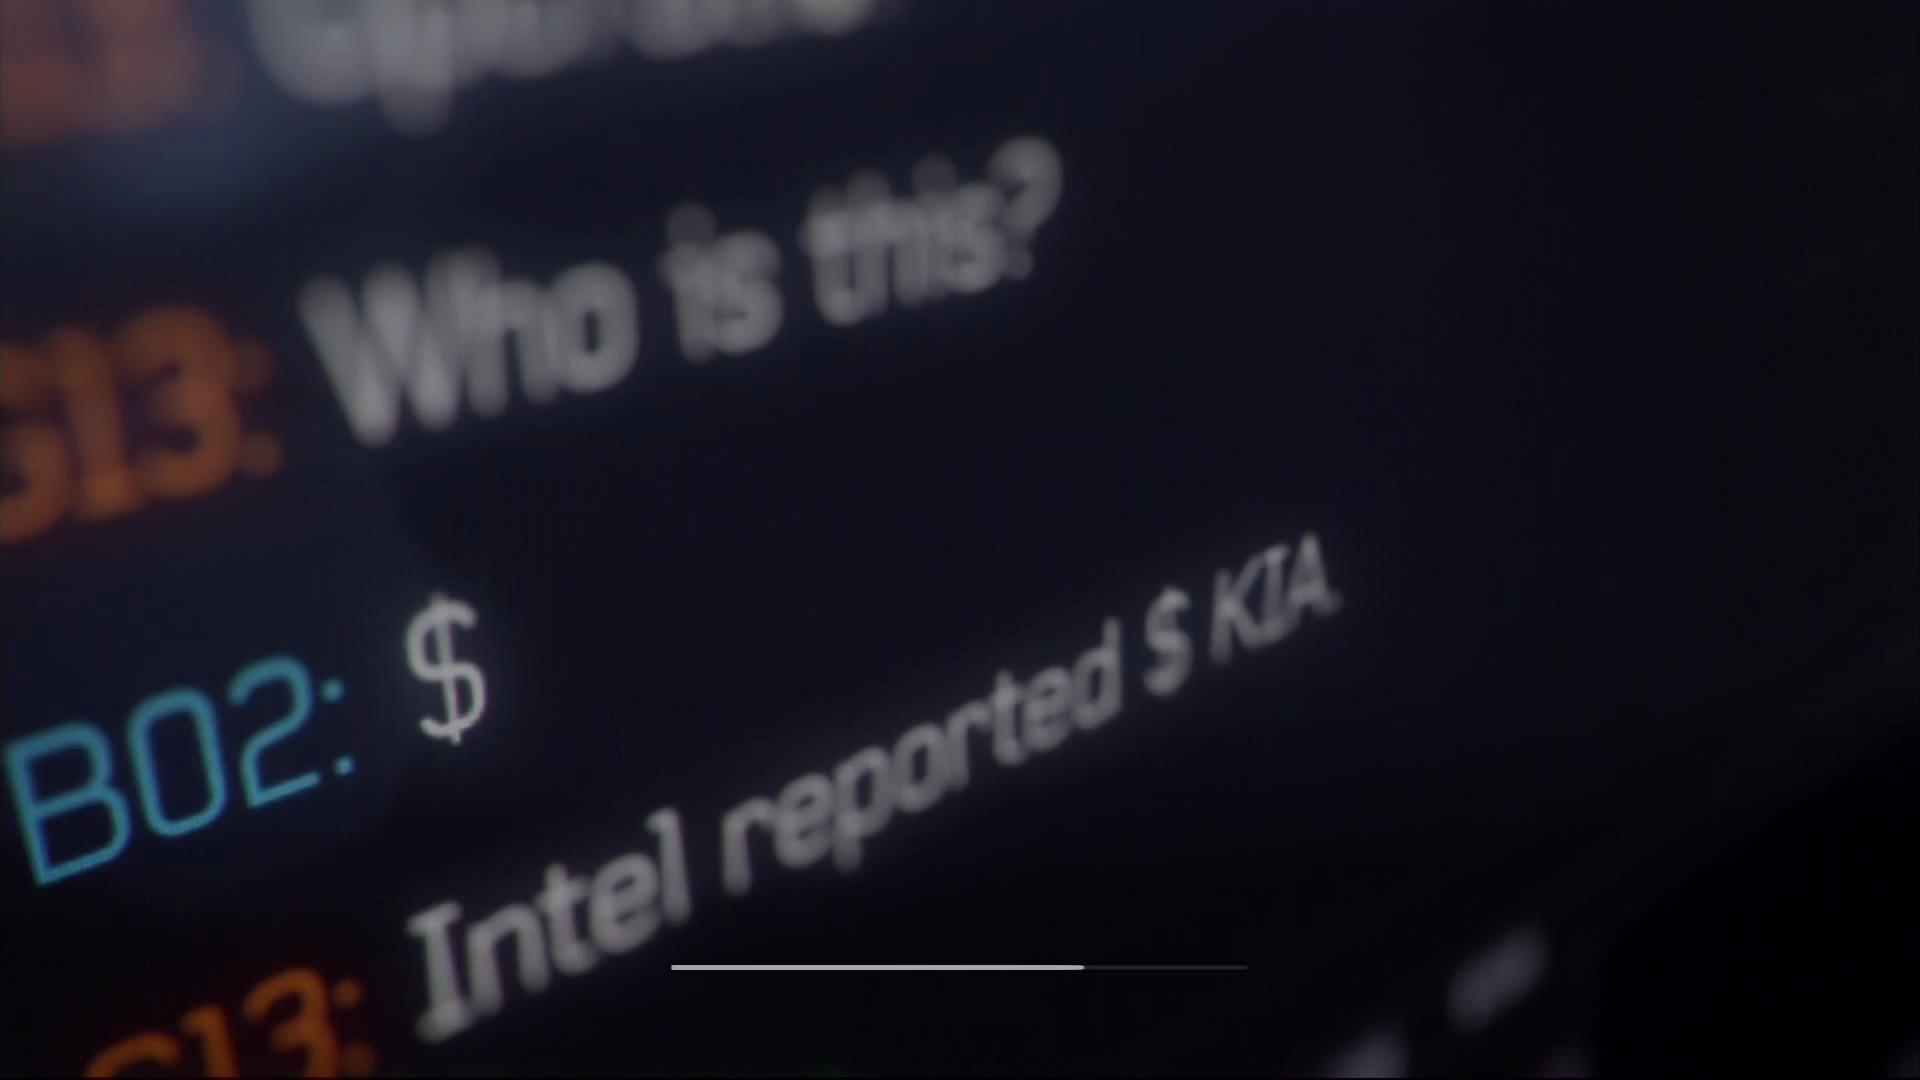 G13: Who is this?
B02: $
Intel reported $ KIA.
G13: